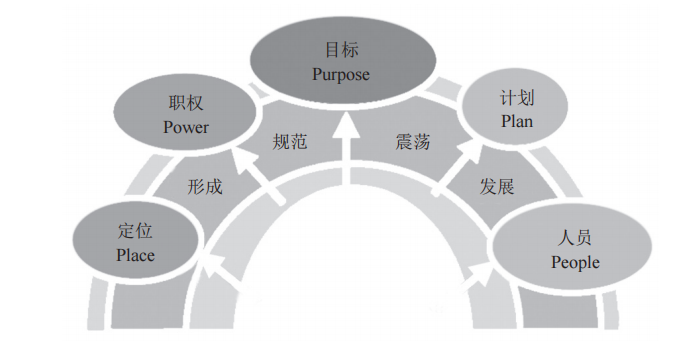 目标
Purpose
职权
Power
计划
Plan
规范
震荡
形成
发展
定位
Place
人员
People